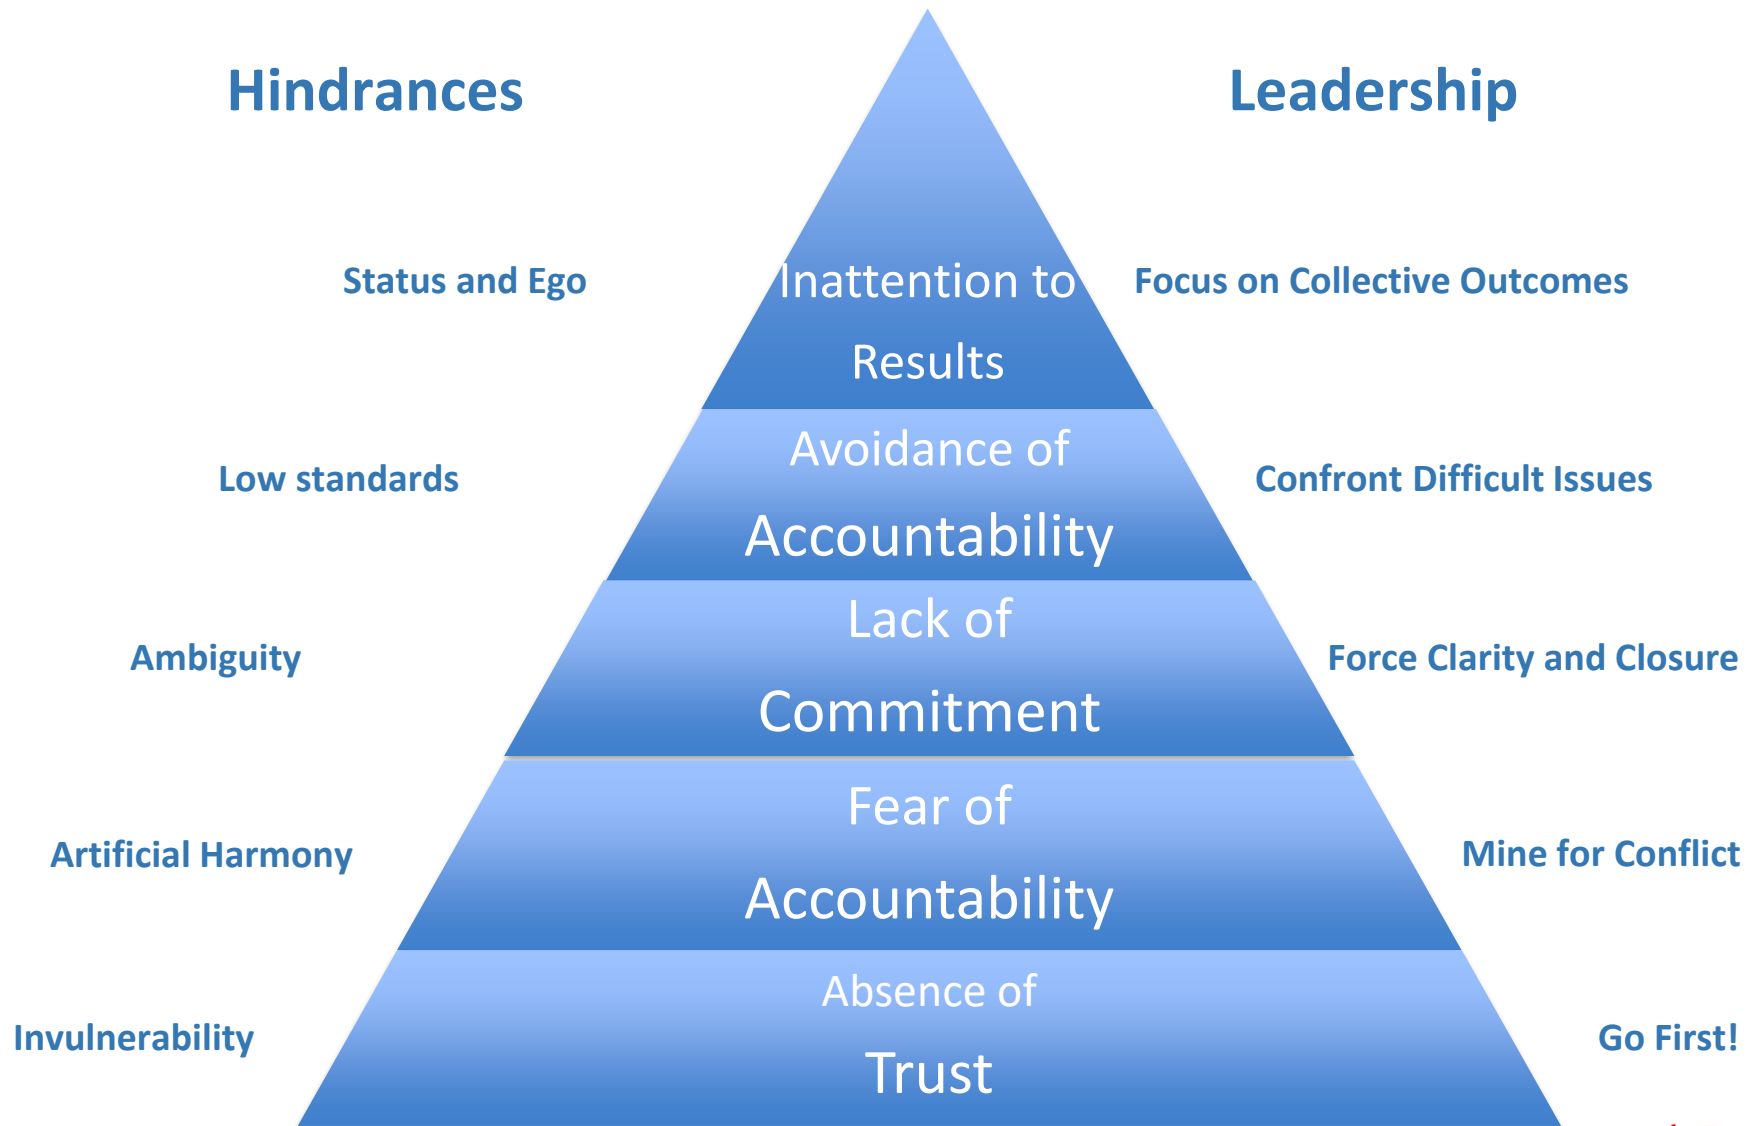 Hindrances
Leadership
Status and Ego
Inattention to
Results
Focus on Collective Outcomes
Low standards
Avoidance of
Accountability
Confront Difficult Issues
Ambiguity
Lack of
Commitment
Force Clarity and Closure
Artificial Harmony
Fear of
Accountability
Mine for Conflict
Invulnerability
Absence of
Trust
Go First!